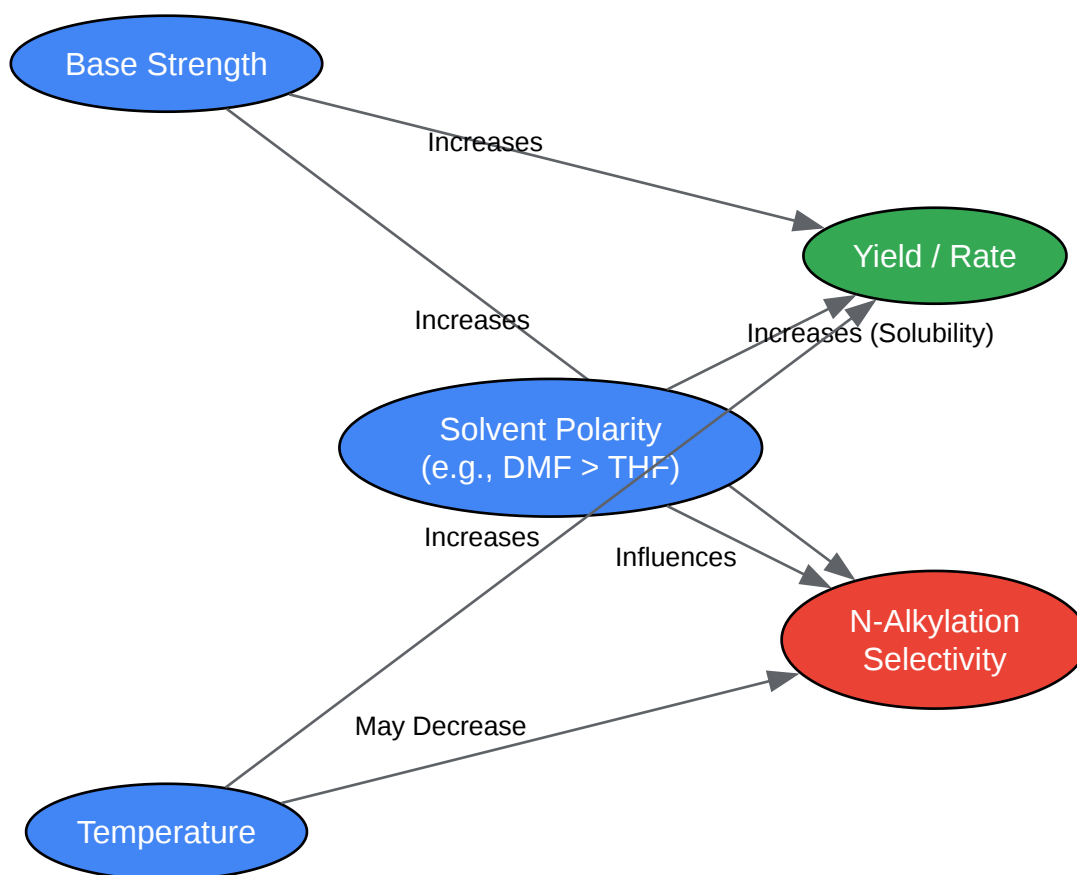 Base Strength
Increases
Yield / Rate
Increases
Increases (Solubility)
Solvent Polarity
(e.g., DMF > THF)
Increases
Influences
N-Alkylation
Selectivity
May Decrease
Temperature